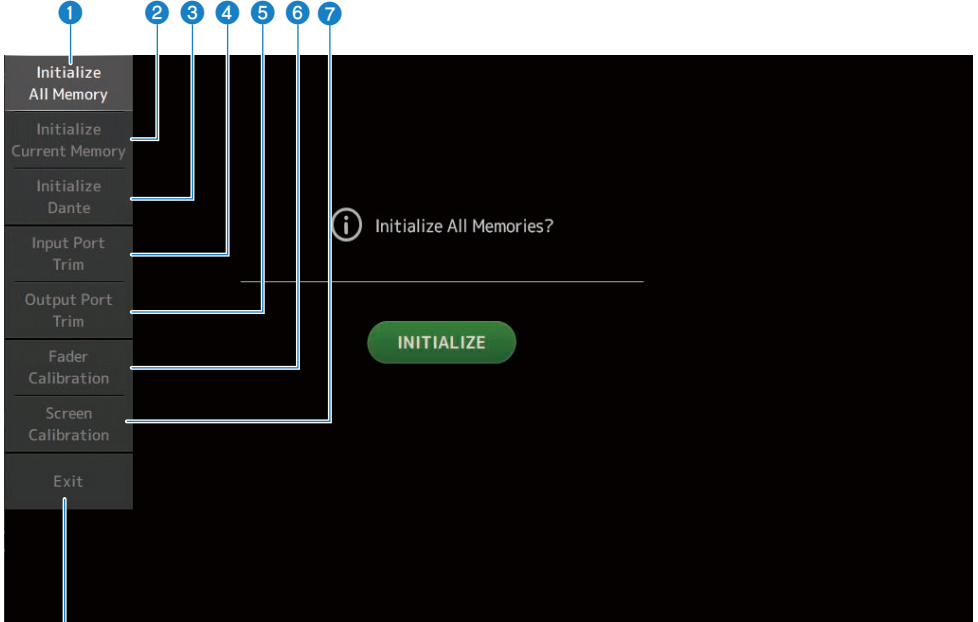 1 2 3 4 5 6 7
Initialize
All Memory
Initialize
Current Memory
Initialize
Dante
Input Port
Trim
Output Port
Trim
Fader
Calibration
Screen
Calibration
Exit
i Initialize All Memories?
INITIALIZE